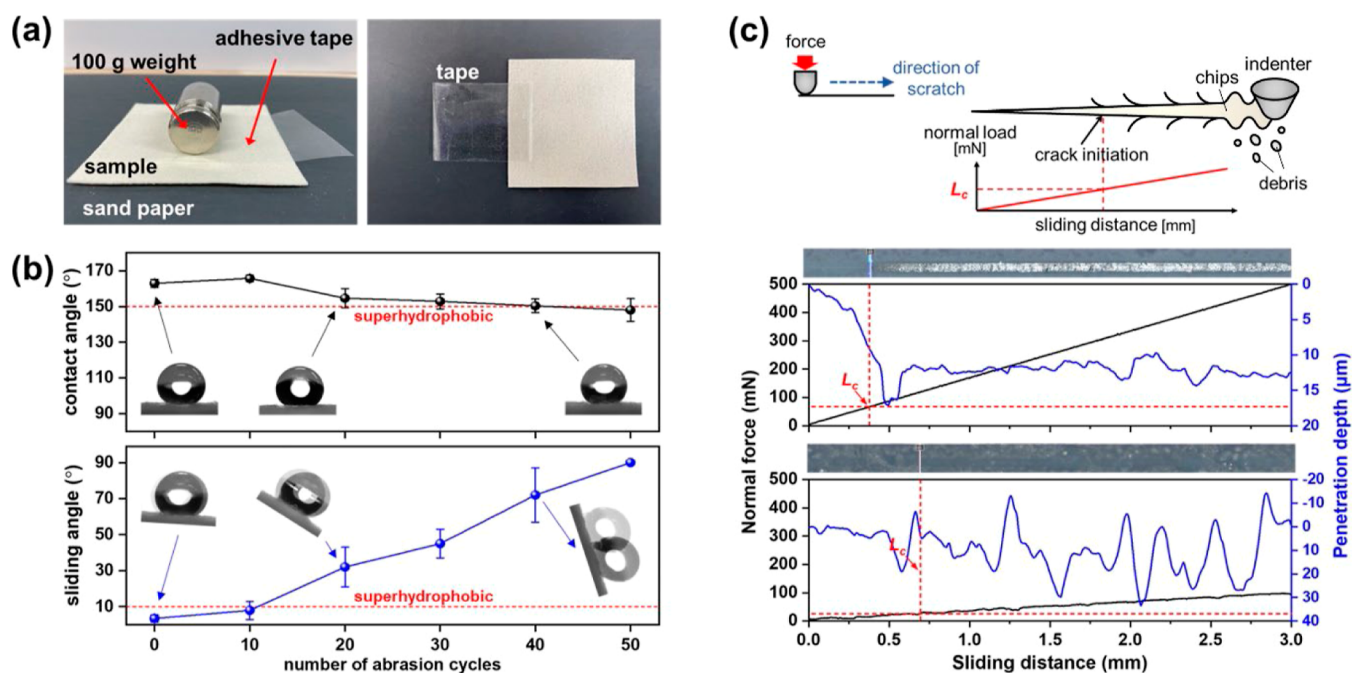 (a)
adhesive tape
100 g weight
sample
sand paper
tape
(b)
170
150
130
110
90
contact angle (°)
superhydrophobic
90
70
50
30
10
sliding angle (°)
superhydrophobic
0 10 20 30 40 50
number of abrasion cycles
(c)
force
direction of
scratch
chips
indenter
normal load
[mN]
crack initiation
debris
Lc
sliding distance [mm]
500
400
300
200
100
0
Lc
0
5
10
15
20
Normal force (mN)
Penetration depth (μm)
500
400
300
200
100
0
Lc
-20
-10
0
10
20
30
40
0.0 0.5 1.0 1.5 2.0 2.5 3.0
Sliding distance (mm)